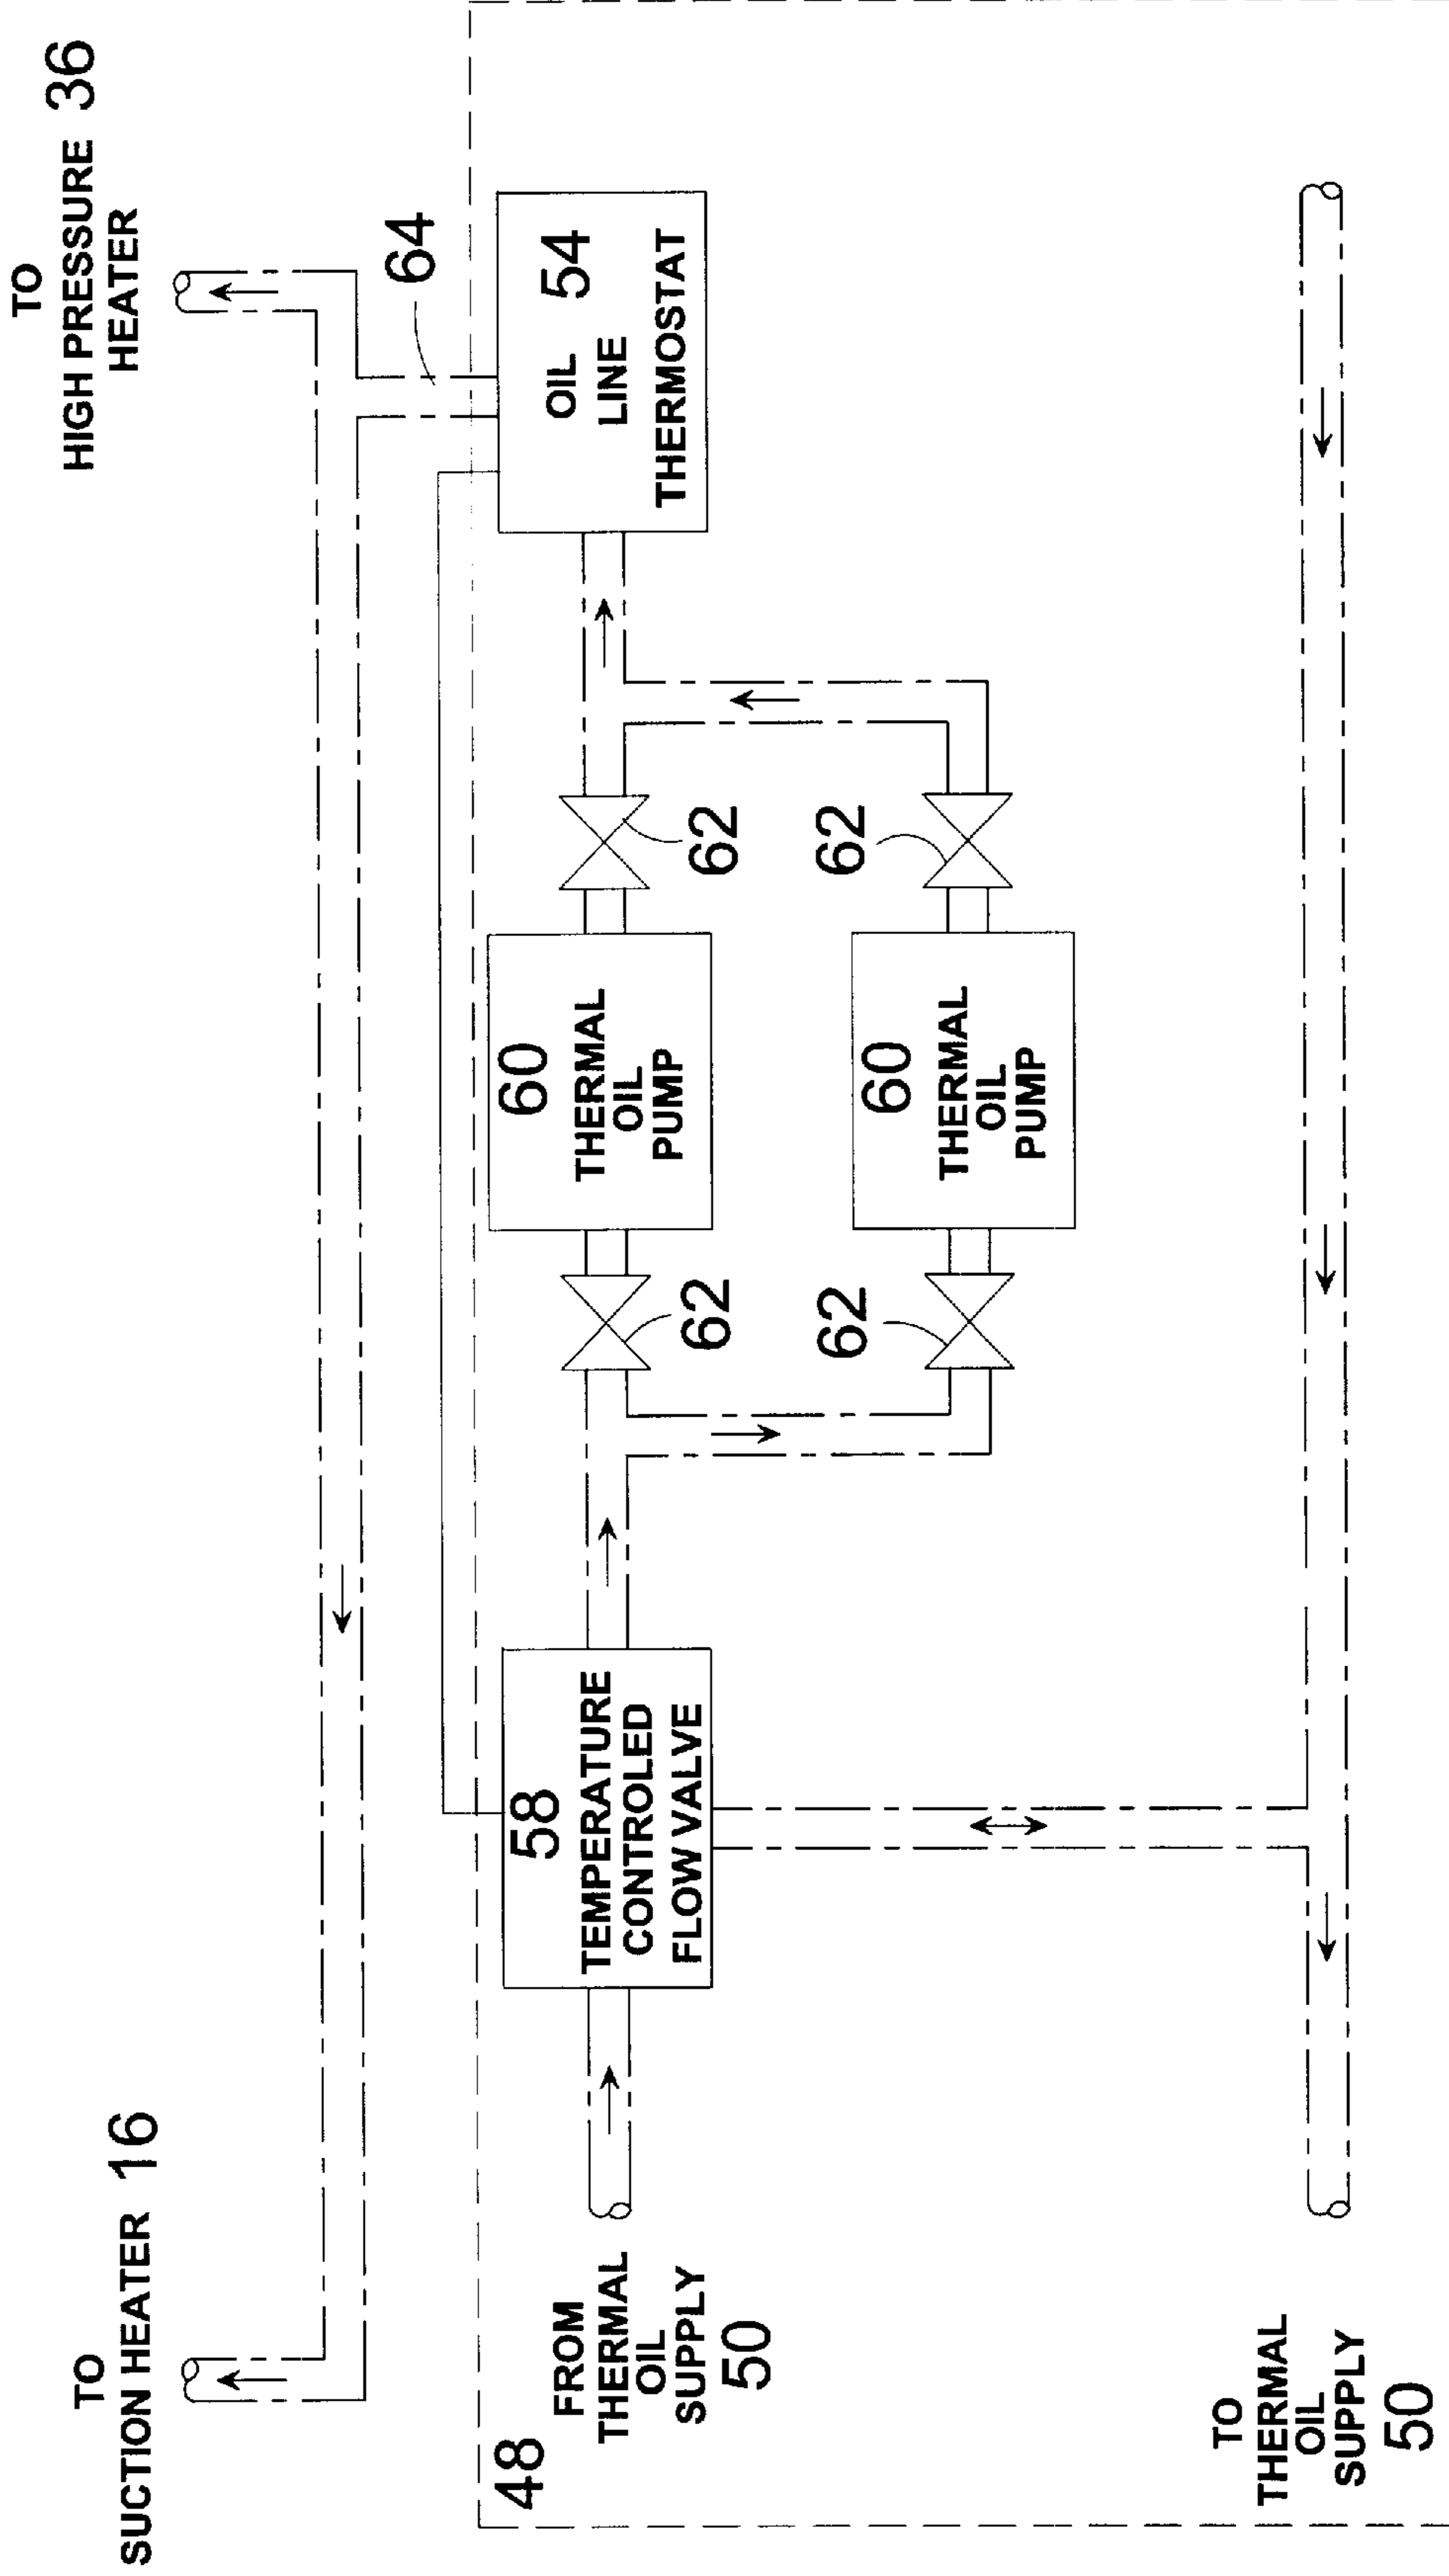 TO
SUCTION HEATER 16
TO
HIGH PRESSURE 36
HEATER
64
48
FROM
THERMAL
OIL
SUPPLY
50
58
TEMPERATURE
CONTROLED
FLOW VALVE
62
60
THERMAL
OIL
PUMP
62
OIL 54
LINE
THERMOSTAT
62
60
THERMAL
OIL
PUMP
62
TO
THERMAL
OIL
SUPPLY
50